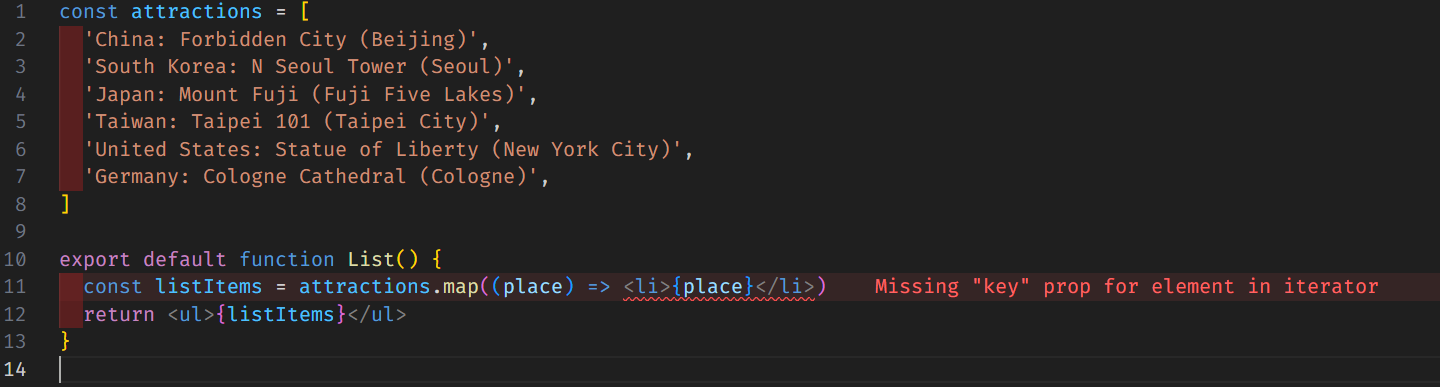 1 const attractions = [
2 'China: Forbidden City (Beijing)',
3 'South Korea: N Seoul Tower (Seoul)',
4 'Japan: Mount Fuji (Fuji Five Lakes)',
5 'Taiwan: Taipei 101 (Taipei City)',
6 'United States: Statue of Liberty (New York City)',
7 'Germany: Cologne Cathedral (Cologne)',
8 ]
9
10 export default function List() {
11 const listItems = attractions.map((place) => <li>{place}</li>) Missing "key" prop for element in iterator
12 return <ul>{listItems}</ul>
13 }
14